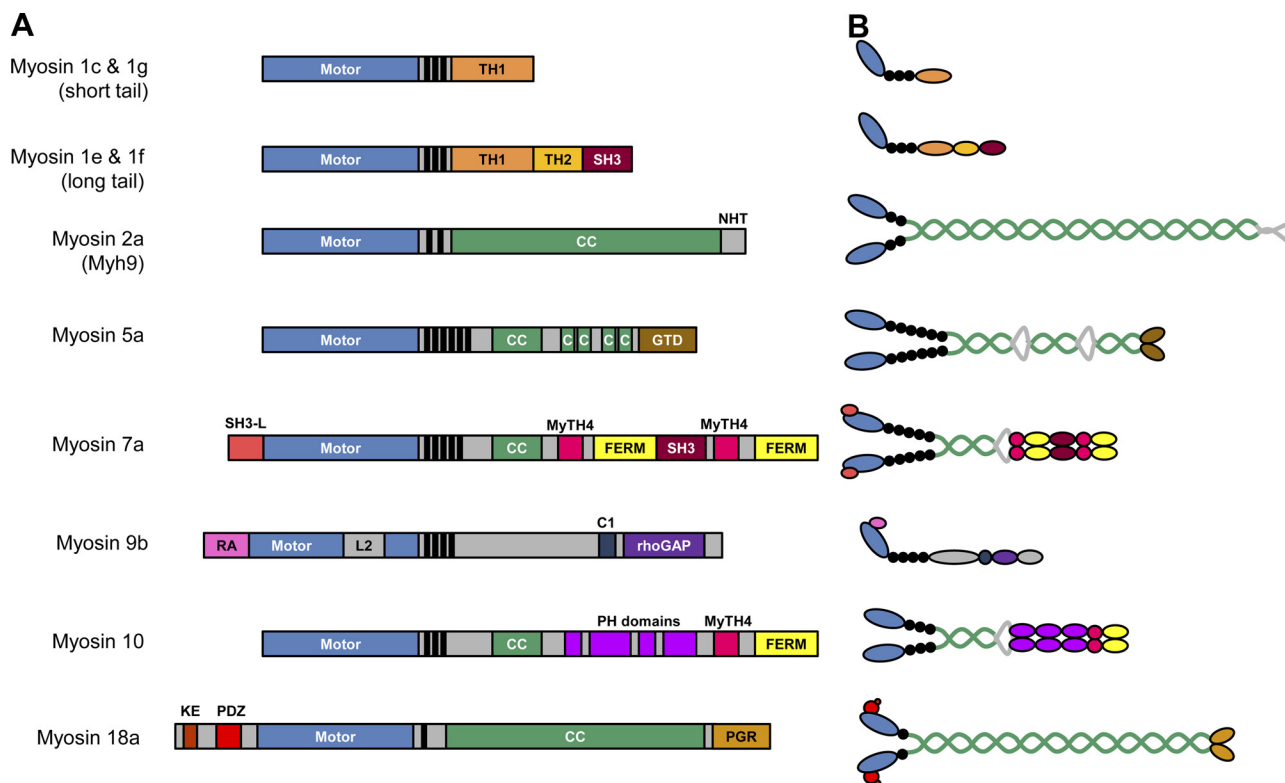 A
B
Myosin 1c & 1g
(short tail)
Motor
TH1
Myosin 1e & 1f
(long tail)
Motor
TH1
TH2
SH3
Myosin 2a
(Myh9)
Motor
CC
NHT
Myosin 5a
Motor
CC
C
C
C
C
GTD
Myosin 7a
SH3-L
Motor
CC
MyTH4
FERM
SH3
MyTH4
FERM
Myosin 9b
RA
Motor
L2
C1
rhoGAP
Myosin 10
Motor
CC
PH domains
MyTH4
FERM
Myosin 18a
KE
PDZ
Motor
CC
PGR